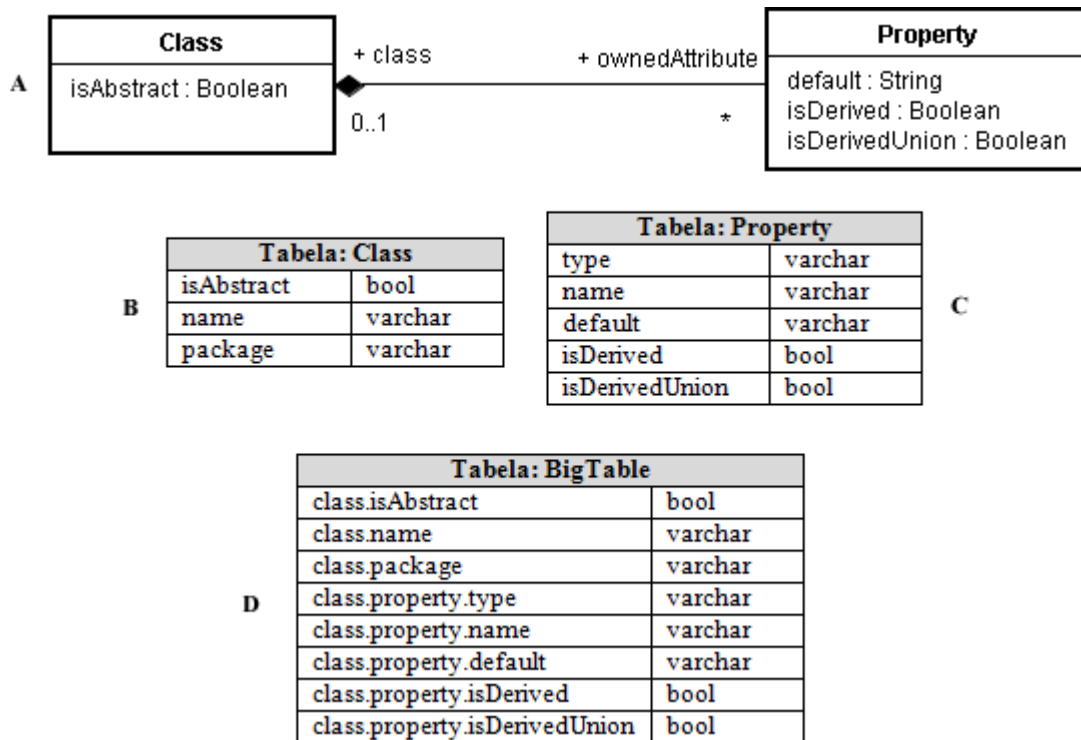 Class
isAbstract : Boolean
A
+ class
0..1
+ ownedAttribute
*
Property
default : String
isDerived : Boolean
isDerivedUnion : Boolean
B
Tabela: Class
isAbstract bool
name varchar
package varchar
Tabela: Property
type varchar
name varchar
default varchar
isDerived bool
isDerivedUnion bool
C
D
Tabela: BigTable
class.isAbstract bool
class.name varchar
class.package varchar
class.property.type varchar
class.property.name varchar
class.property.default varchar
class.property.isDerived bool
class.property.isDerivedUnion bool